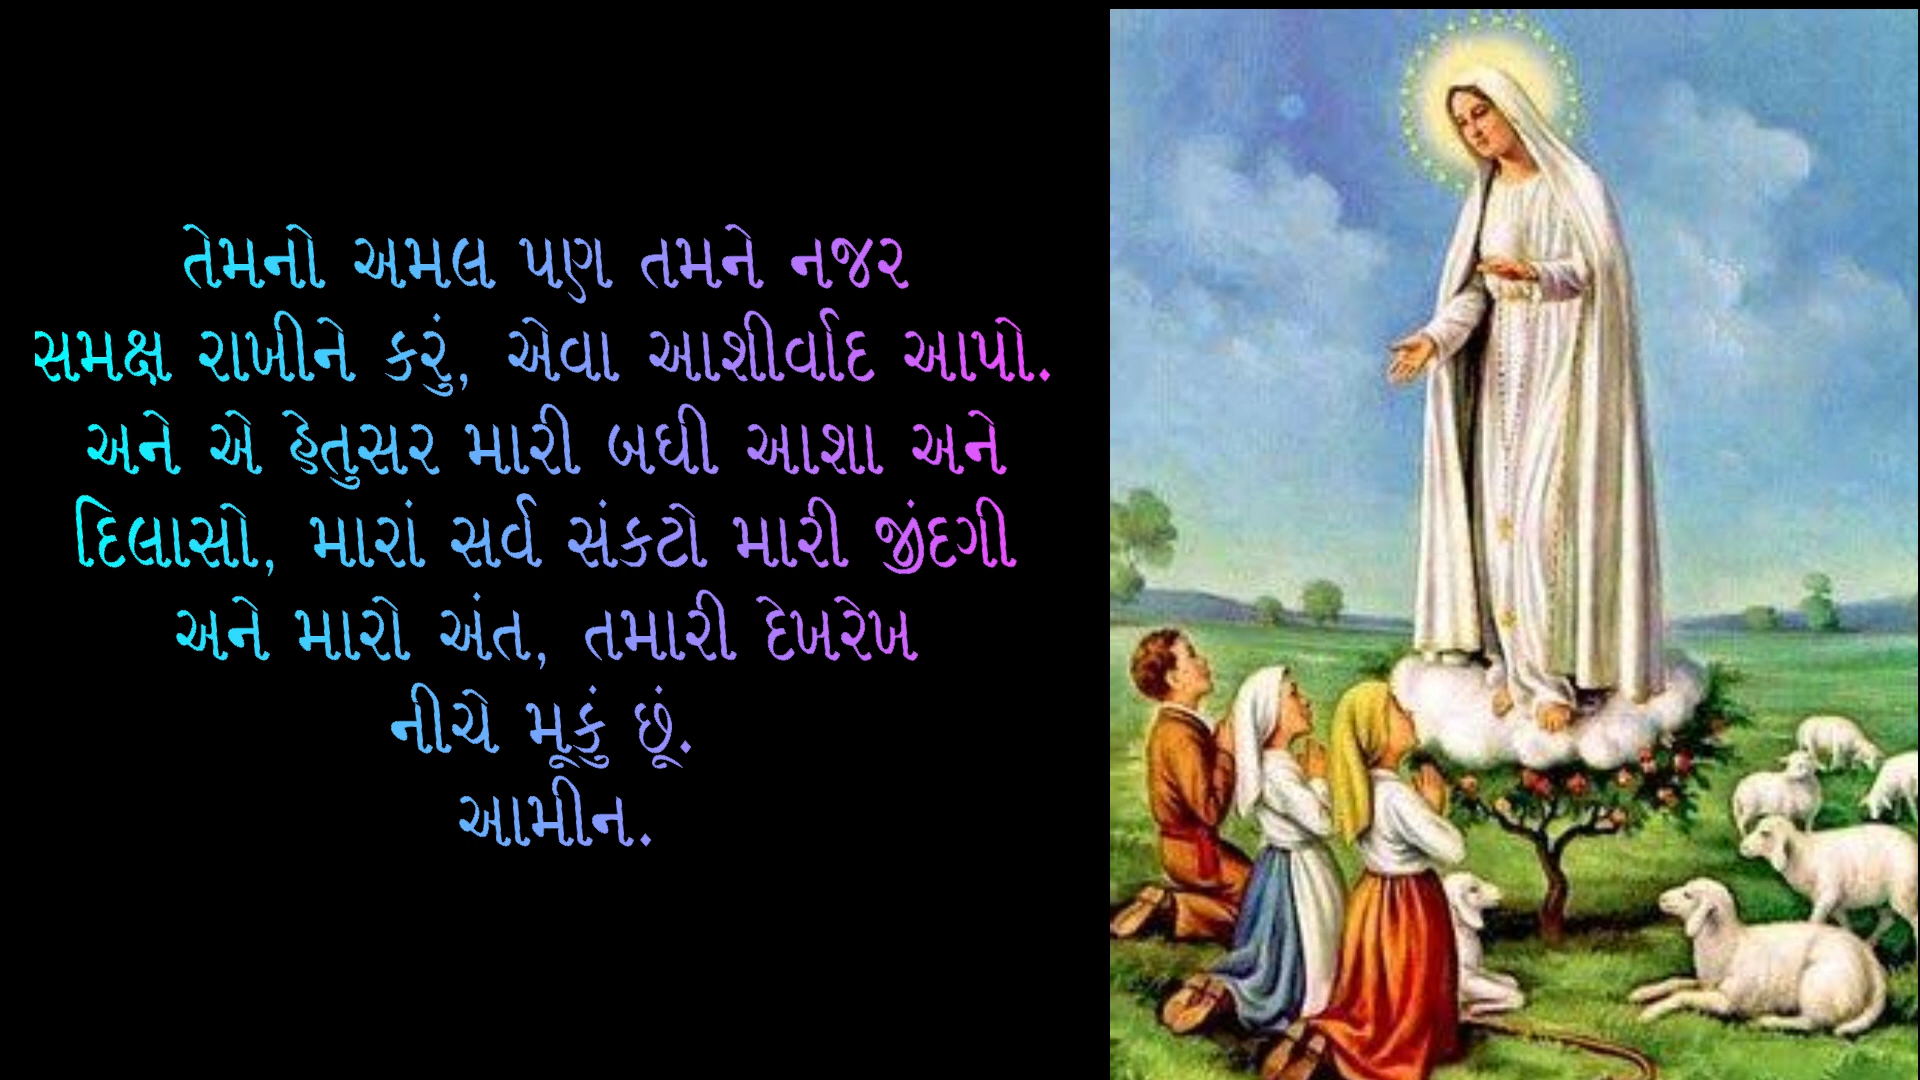 તેમનો અમલ પણ તમને નજર
સમક્ષ રાખીને કરું, એવા આશીર્વાદ આપો.
અને એ હેતુસર મારી બધી આશા અને
દિલાસો, મારાં સર્વ સંકટો મારી જીંદગી
અને મારો અંત, તમારી દેખરેખ
નીચે મૂકું છૂં.
આમીન.